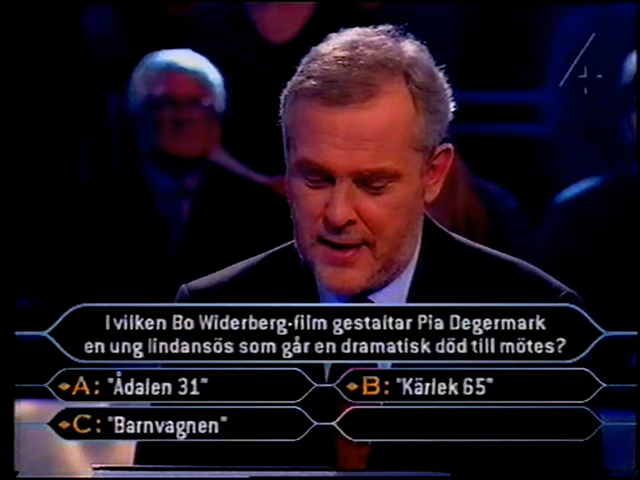 4
I vilken Bo Widerberg-film gestaltar Pia Degermark
en ung lindansös som går en dramatisk död till mötes?
A: "Ådalen 31"
B: "Kärlek 65"
C: "Barnvagnen"